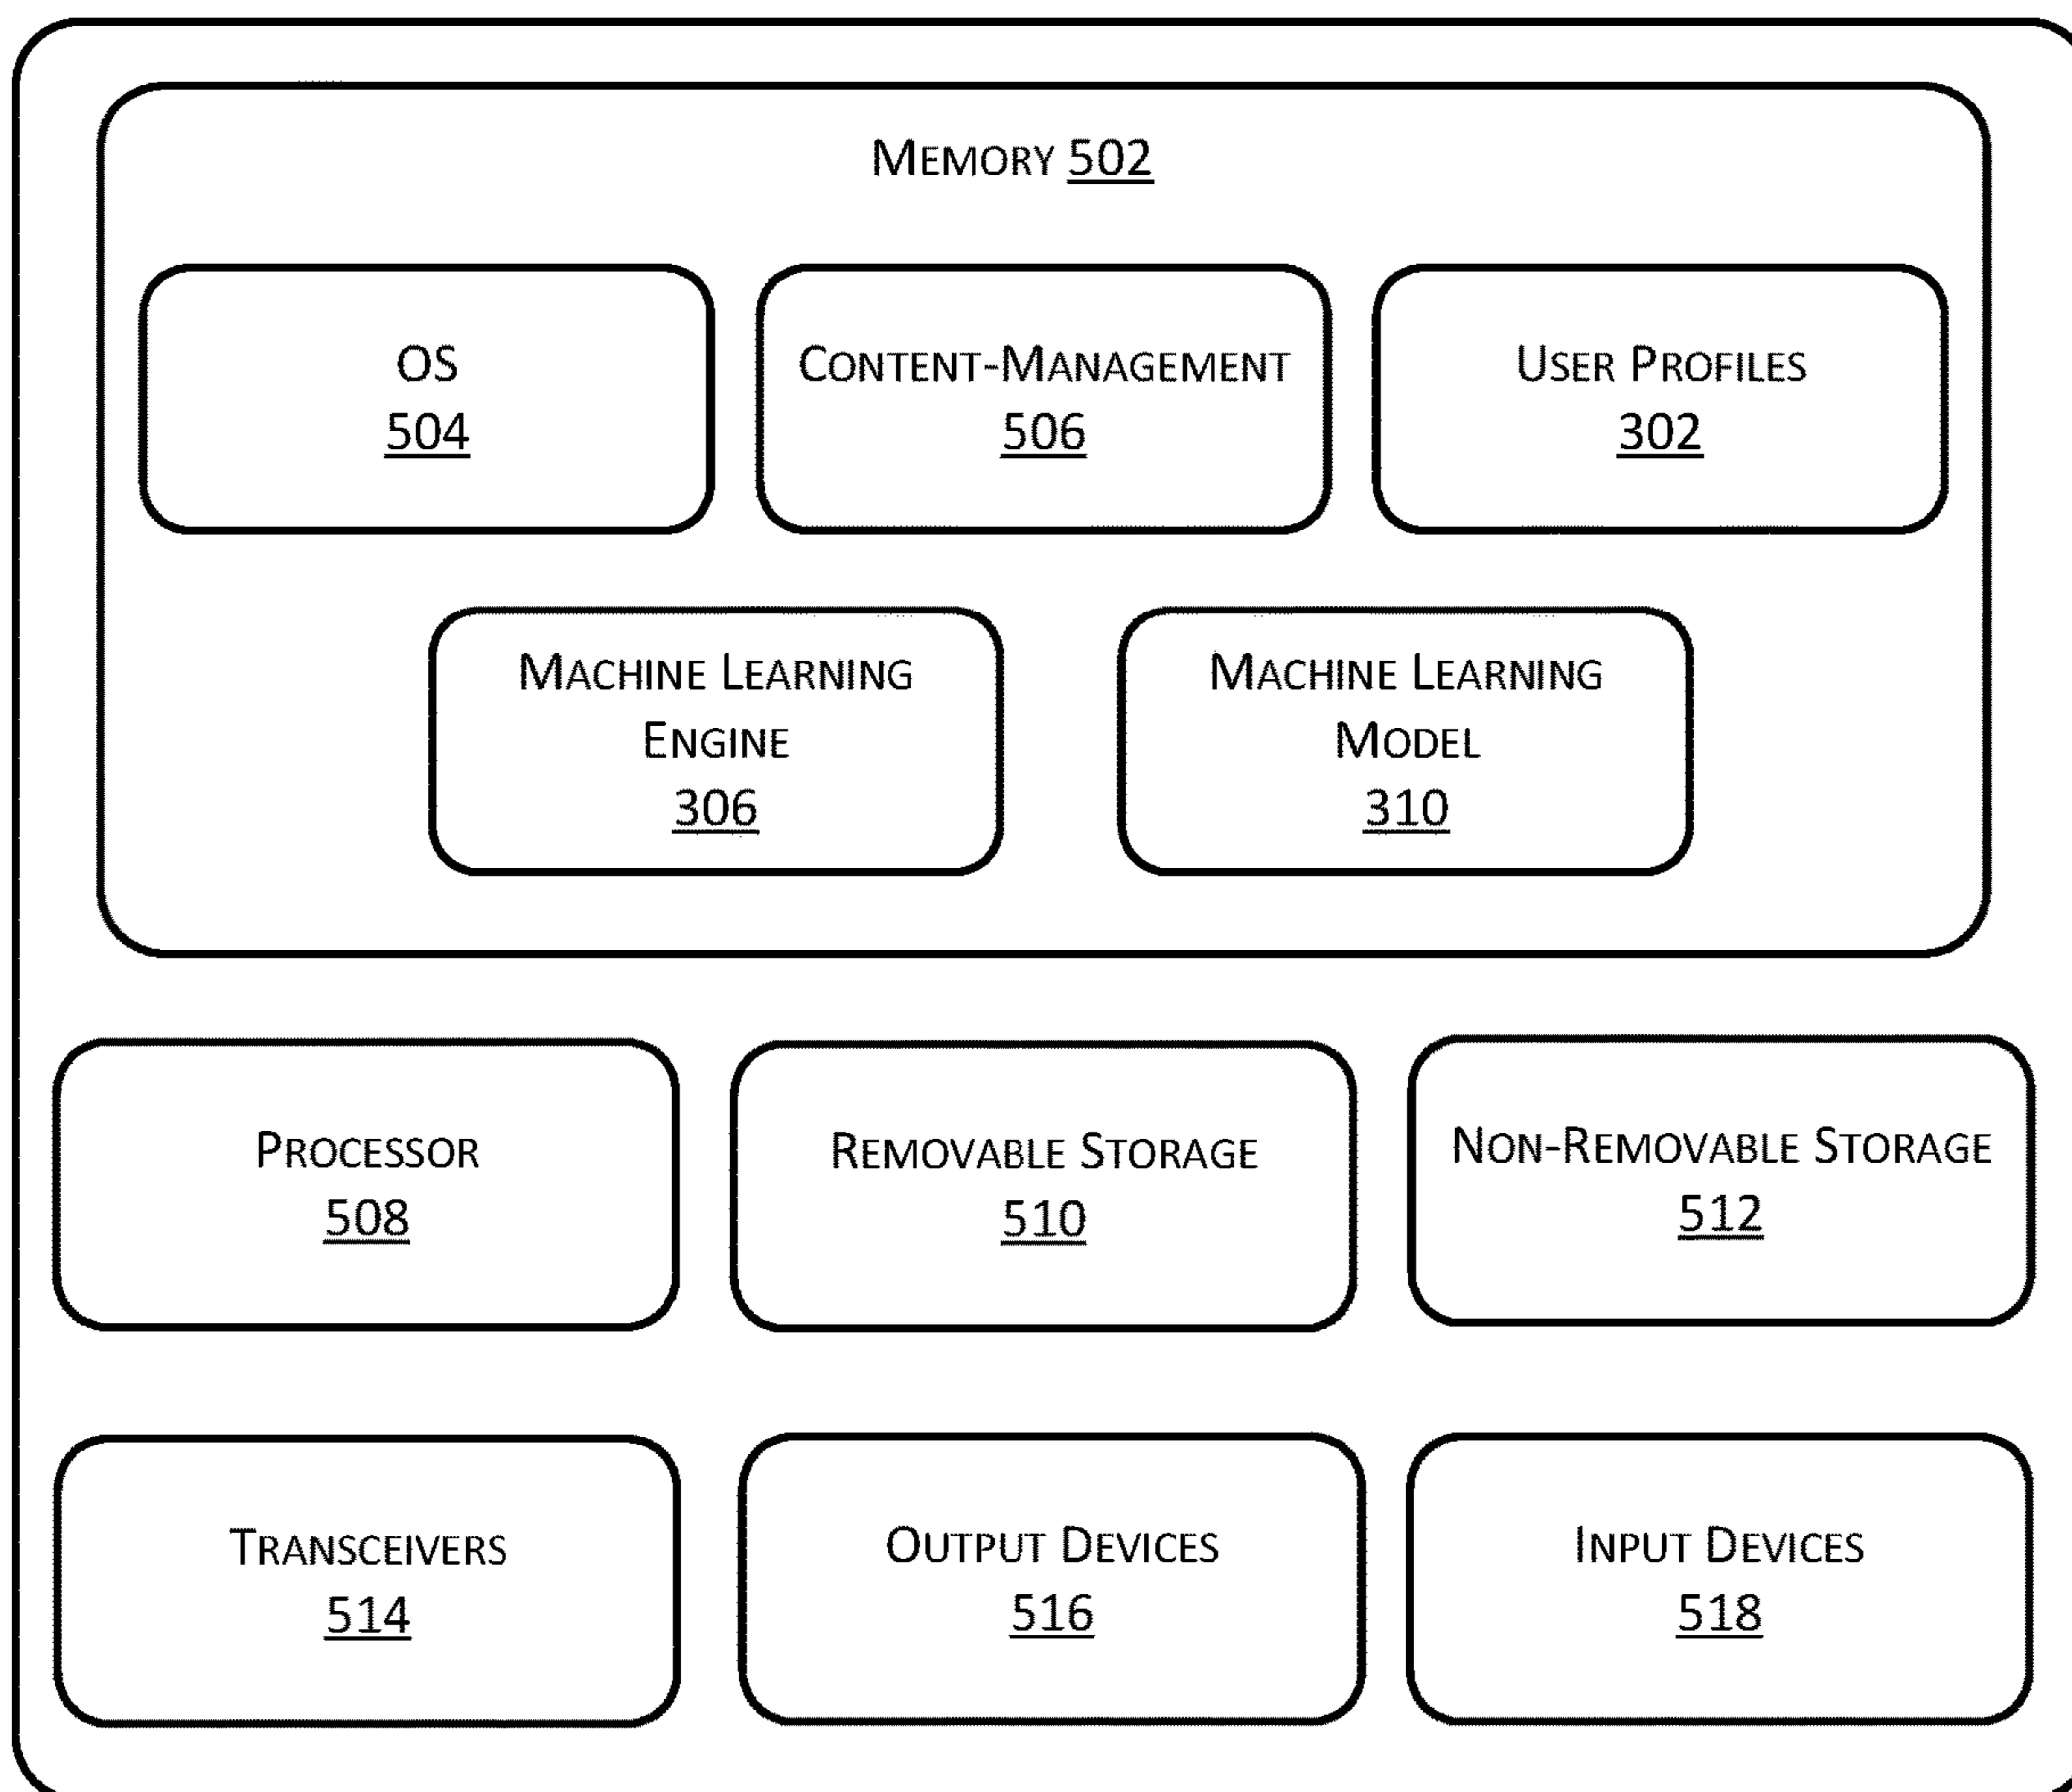 MEMORY 502
OS
504
CONTENT-MANAGEMENT
506
USER PROFILES
302
MACHINE LEARNING
ENGINE
306
MACHINE LEARNING
MODEL
310
PROCESSOR
508
REMOVABLE STORAGE
510
NON-REMOVABLE STORAGE
512
TRANSCEIVERS
514
OUTPUT DEVICES
516
INPUT DEVICES
518